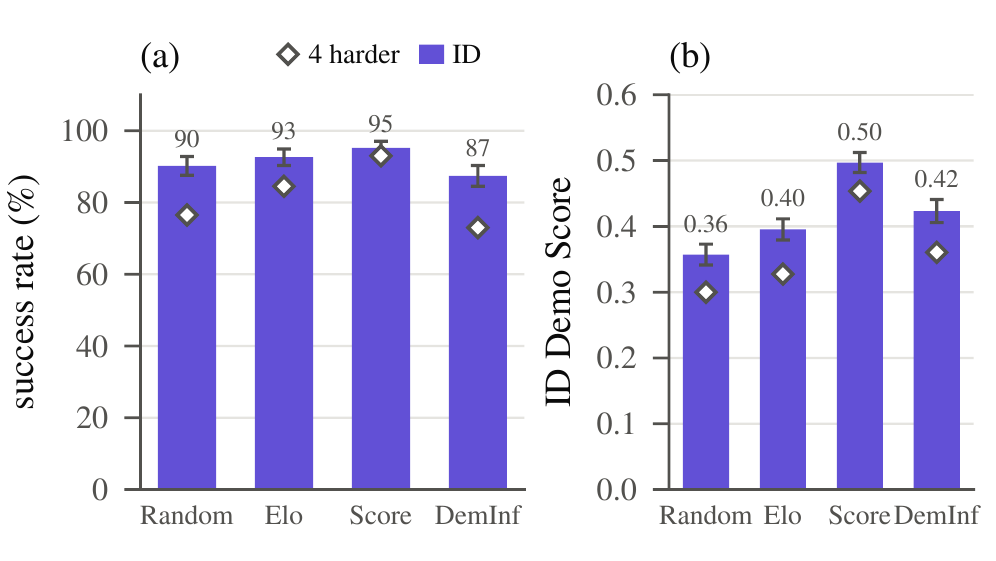 (a)
4 harder
ID
success rate (%)
100
80
60
40
20
0
90
93
95
87
Random
Elo
Score
DemInf
(b)
ID Demo Score
0.6
0.5
0.4
0.3
0.2
0.1
0.0
0.36
0.40
0.50
0.42
Random
Elo
Score
DemInf